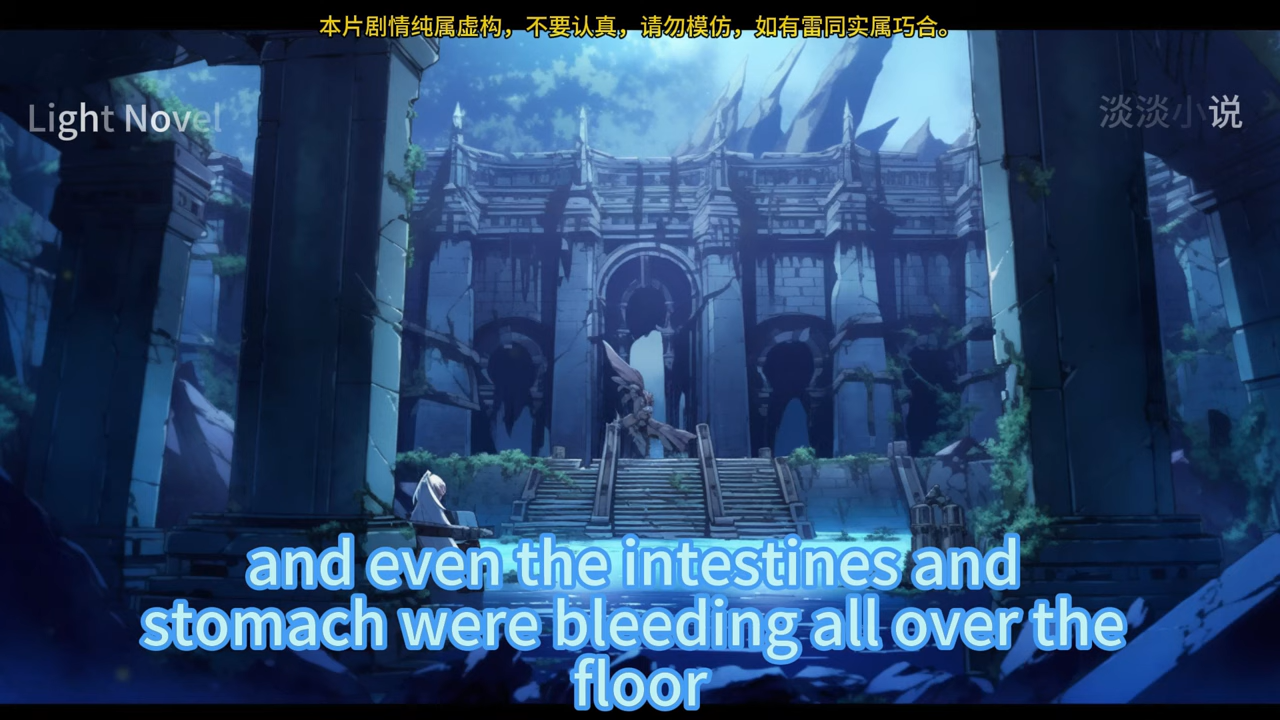 本片剧情纯属虚构，不要认真，请勿模仿，如有雷同实属巧合。
Light Novel
淡淡小说
and even the intestines and
stomach were bleeding all over the
floor